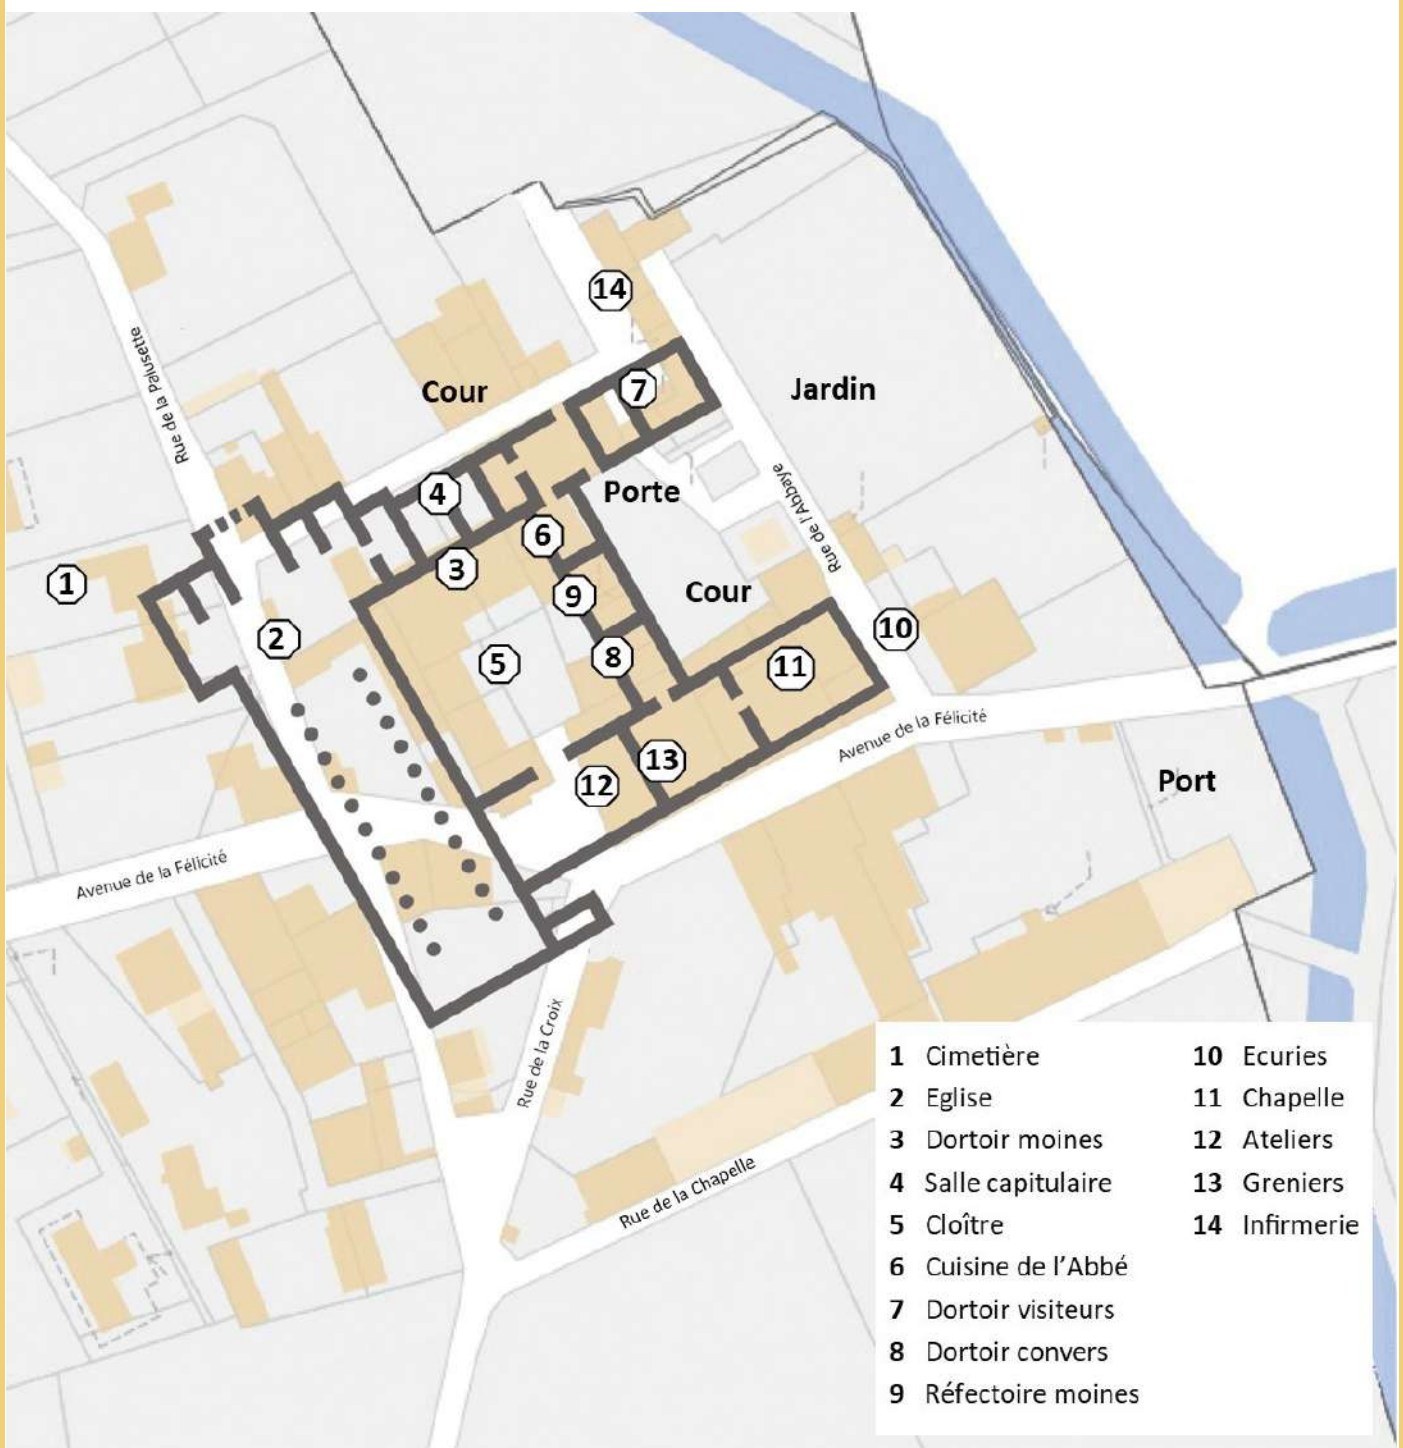 14
Rue de la Palusette
Cour
7
Jardin
4
Porte
6
Rue de l'Abbaye
3
1
9
Cour
2
5
8
11
10
Avenue de la Félicité
13
12
Port
Avenue de la Félicité
Rue de la Croix
Rue de la Chapelle
1 Cimetière
2 Eglise
3 Dortoir moines
4 Salle capitulaire
5 Cloître
6 Cuisine de l'Abbé
7 Dortoir visiteurs
8 Dortoir convers
9 Réfectoire moines
10 Ecuries
11 Chapelle
12 Ateliers
13 Greniers
14 Infirmerie